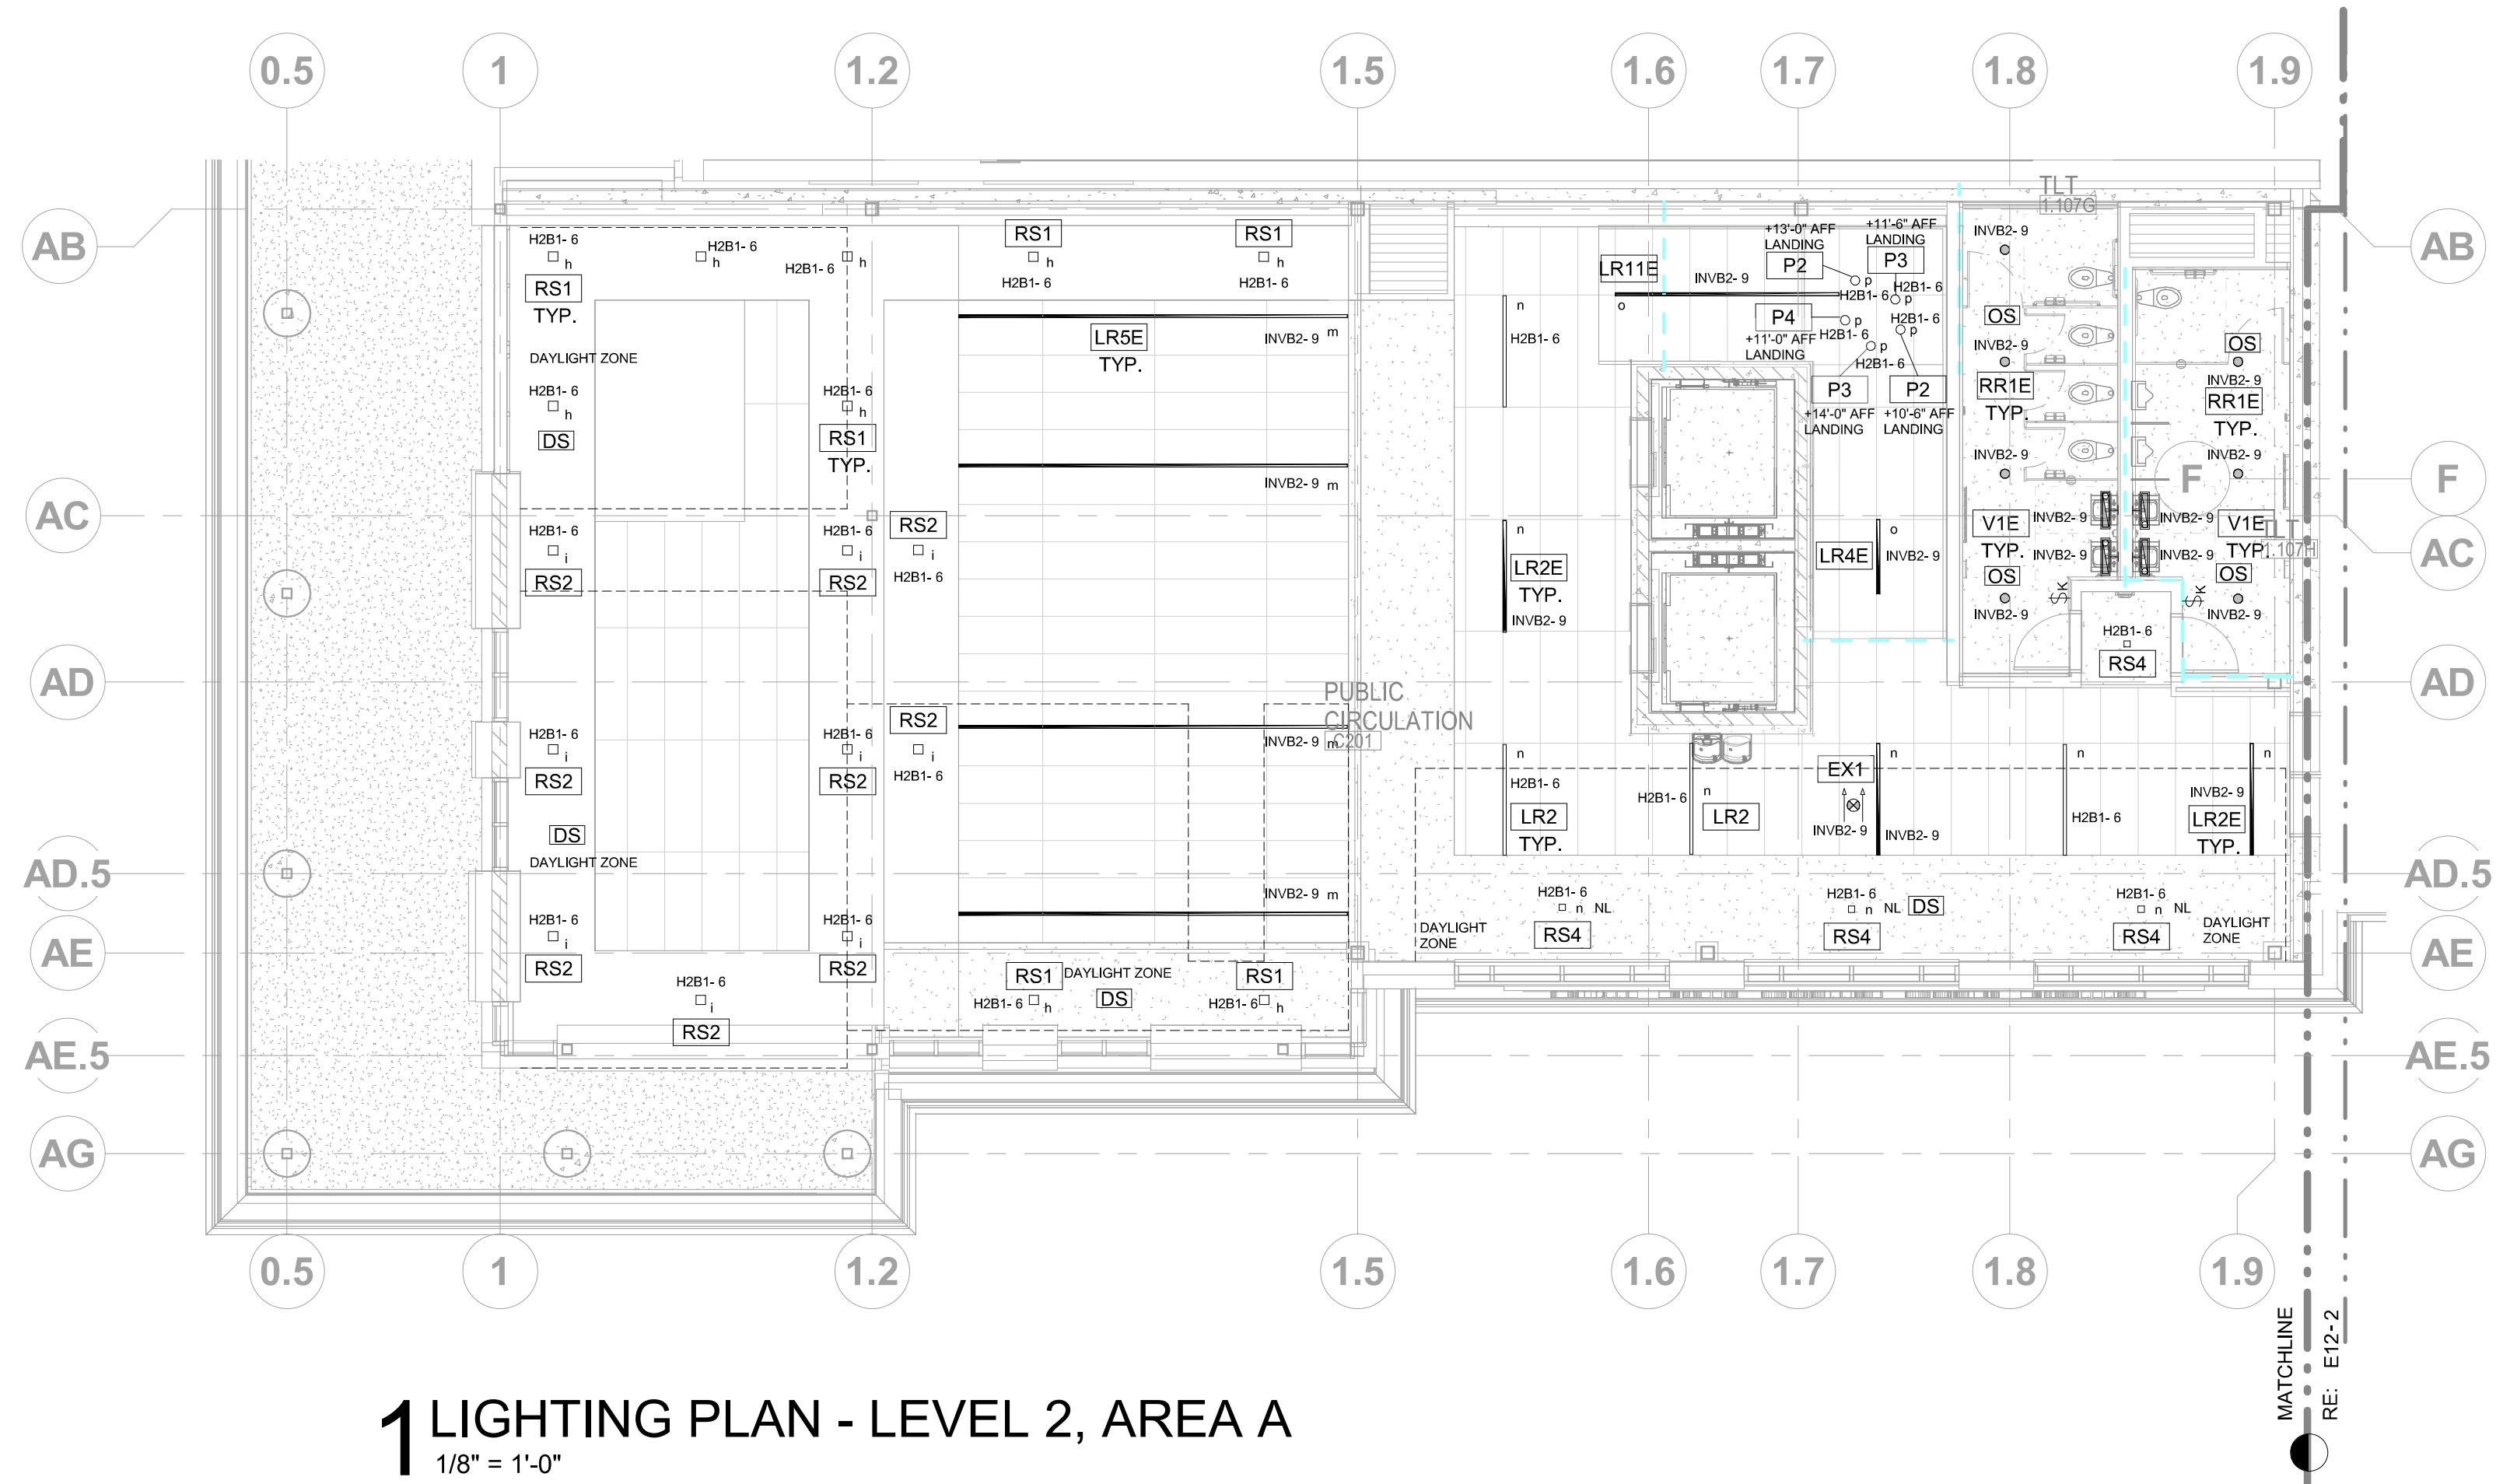 0.5
1
1.2
1.5
1.6
1.7
1.8
1.9
AB
AB
TLT
1.107G
H2B1- 6
h
RS1
TYP.
H2B1- 6
h
H2B1- 6
h
RS1
h
H2B1- 6
RS1
h
H2B1- 6
LR11E
INVB2- 9
o
+13'-0" AFF
LANDING
P2
p
H2B1- 6
+11'-6" AFF
LANDING
P3
H2B1- 6
p
P4
p
+11'-0" AFF
LANDING
H2B1- 6
H2B1- 6
p
p
H2B1- 6
P3
+14'-0" AFF
LANDING
P2
+10'-6" AFF
LANDING
INVB2- 9
OS
INVB2- 9
RR1E
TYP.
INVB2- 9
OS
INVB2- 9
RR1E
TYP.
INVB2- 9
n
H2B1- 6
LR5E
TYP.
INVB2- 9 m
INVB2- 9 m
DAYLIGHT ZONE
H2B1- 6
h
DS
H2B1- 6
h
RS1
TYP.
AC
F
F
AC
H2B1- 6
i
RS2
H2B1- 6
i
RS2
RS2
i
H2B1- 6
n
LR2E
TYP.
INVB2- 9
LR4E
o
INVB2- 9
V1E
TYP.
INVB2- 9
INVB2- 9
INVB2- 9
INVB2- 9
V1E
TYP.
TLT
1.107H
OS
INVB2- 9
$K
OS
INVB2- 9
$K
H2B1- 6
RS4
AD
AD
PUBLIC
CIRCULATION
C201
H2B1- 6
i
RS2
H2B1- 6
i
RS2
RS2
i
H2B1- 6
INVB2- 9 m
n
H2B1- 6
LR2
TYP.
H2B1- 6
n
LR2
EX1
INVB2- 9
n
INVB2- 9
n
H2B1- 6
n
INVB2- 9
LR2E
TYP.
DS
DAYLIGHT ZONE
AD.5
AD.5
INVB2- 9 m
H2B1- 6
i
RS2
H2B1- 6
i
RS2
H2B1- 6
n NL
RS4
H2B1- 6
n NL
RS4
DS
H2B1- 6
n NL
RS4
DAYLIGHT
ZONE
DAYLIGHT
ZONE
AE
AE
H2B1- 6
i
RS2
RS1
H2B1- 6
h
DAYLIGHT ZONE
DS
RS1
H2B1- 6
h
AE.5
AE.5
AG
AG
0.5
1
1.2
1.5
1.6
1.7
1.8
1.9
MATCHLINE
RE: E12- 2
1 LIGHTING PLAN - LEVEL 2, AREA A
1/8" = 1'-0"